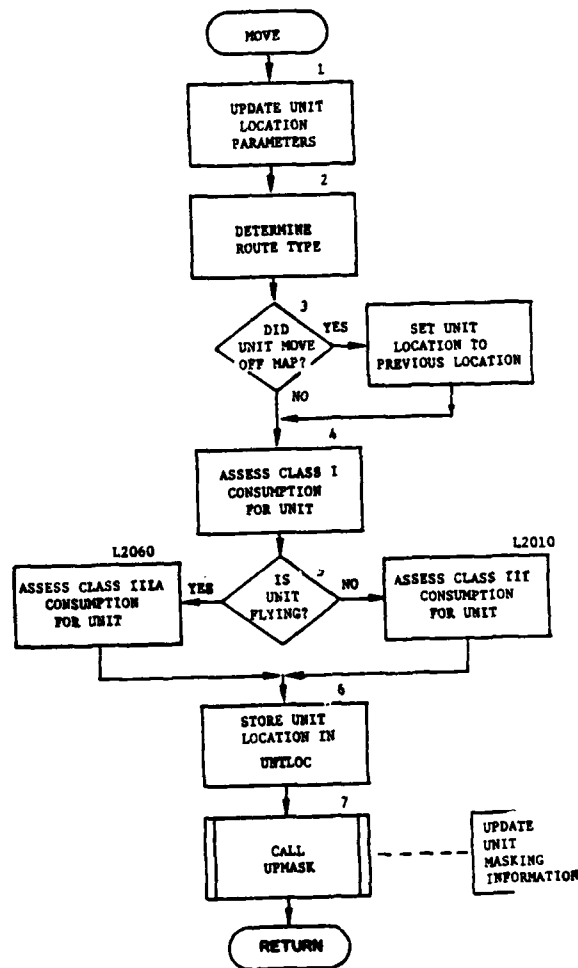 MOVE
1
UPDATE UNIT
LOCATION
PARAMETERS
2
DETERMINE
ROUTE TYPE
3
DID
UNIT MOVE
OFF MAP?
YES
SET UNIT
LOCATION TO
PREVIOUS LOCATION
NO
4
ASSESS CLASS I
CONSUMPTION
FOR UNIT
L2060
ASSESS CLASS IIIA
CONSUMPTION
FOR UNIT
YES
5
IS
UNIT
FLYING?
NO
L2010
ASSESS CLASS III
CONSUMPTION
FOR UNIT
6
STORE UNIT
LOCATION IN
UNTLOC
7
CALL
UPMASK
UPDATE
UNIT
MASKING
INFORMATION
RETURN